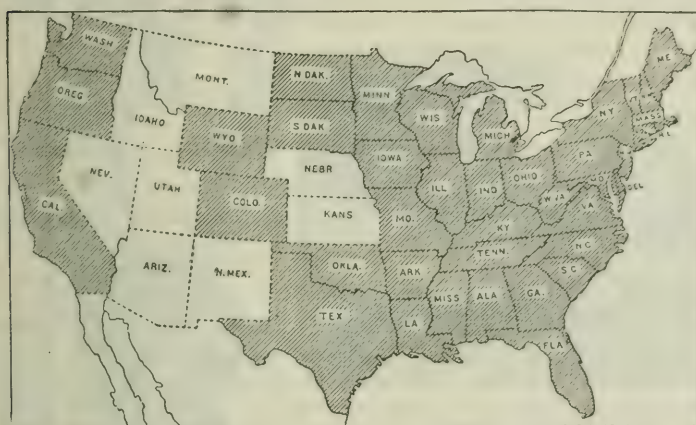 WASH
MONT.
N DAK.
MINN
ME
OREG
IDAHO
WYO
S DAK
WIS
MICH
NY
VT.
N.H.
MASS
R.I.
NEBR
IOWA
PA
NEV.
UTAH
COLO.
ILL
IND
OHIO
DEL
CAL.
KANS
MO.
W.VA
VA.
KY
ARIZ.
N.MEX.
OKLA.
ARK
TENN.
N.C.
S.C.
TEX
LA
MISS
ALA
GA.
FLA